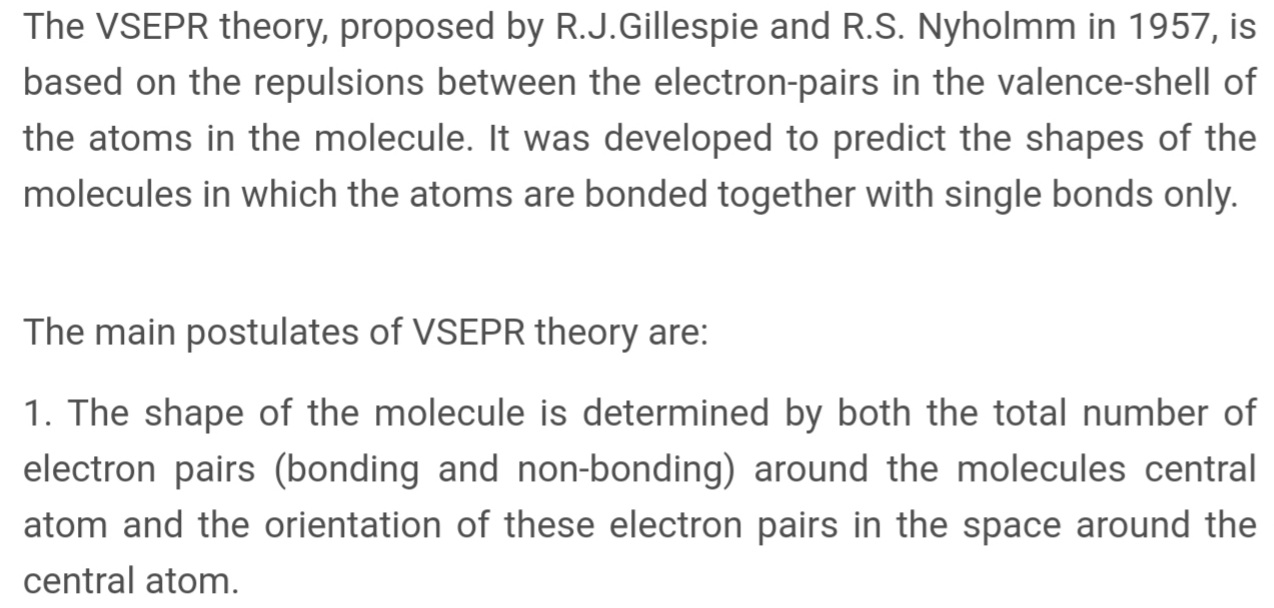 The VSEPR theory, proposed by R.J.Gillespie and R.S. Nyholmm in 1957, is
based on the repulsions between the electron-pairs in the valence-shell of
the atoms in the molecule. It was developed to predict the shapes of the
molecules in which the atoms are bonded together with single bonds only.
The main postulates of VSEPR theory are:
1. The shape of the molecule is determined by both the total number of
electron pairs (bonding and non-bonding) around the molecules central
atom and the orientation of these electron pairs in the space around the
central atom.